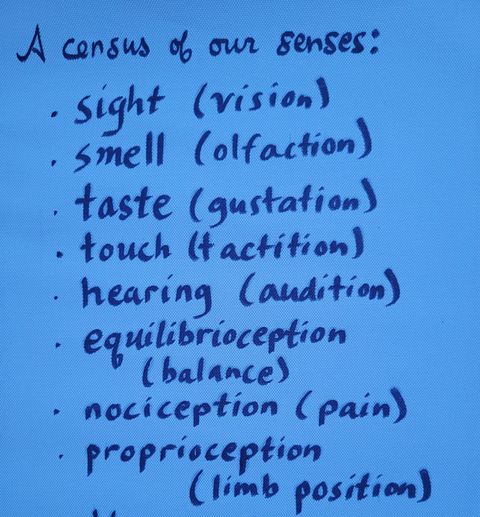 A census of our senses:
· sight (vision)
· smell (olfaction)
· taste (gustation)
· touch (tactition)
· hearing (audition)
· equilibrioception
(balance)
· nociception (pain)
· proprioception
(limb position)